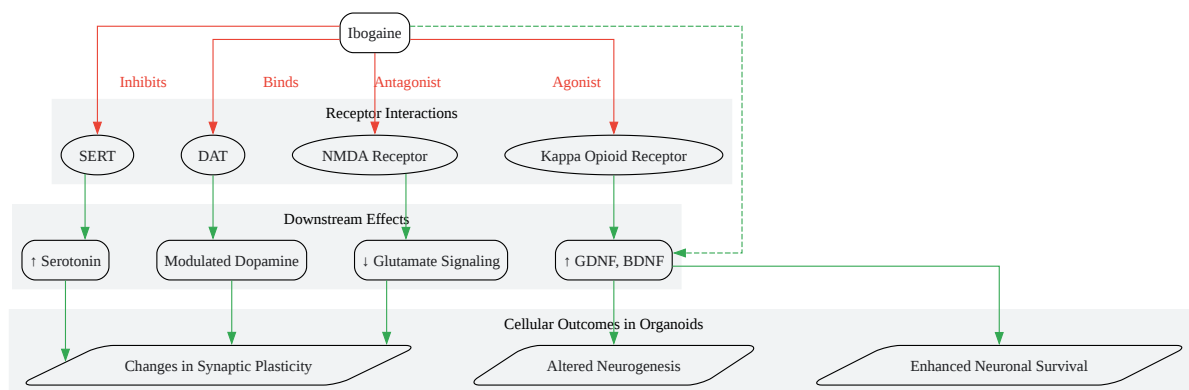 Ibogaine
Inhibits
Binds
Antagonist
Agonist
Receptor Interactions
SERT
DAT
NMDA Receptor
Kappa Opioid Receptor
Downstream Effects
↑ Serotonin
Modulated Dopamine
↓ Glutamate Signaling
↑ GDNF, BDNF
Cellular Outcomes in Organoids
Changes in Synaptic Plasticity
Altered Neurogenesis
Enhanced Neuronal Survival